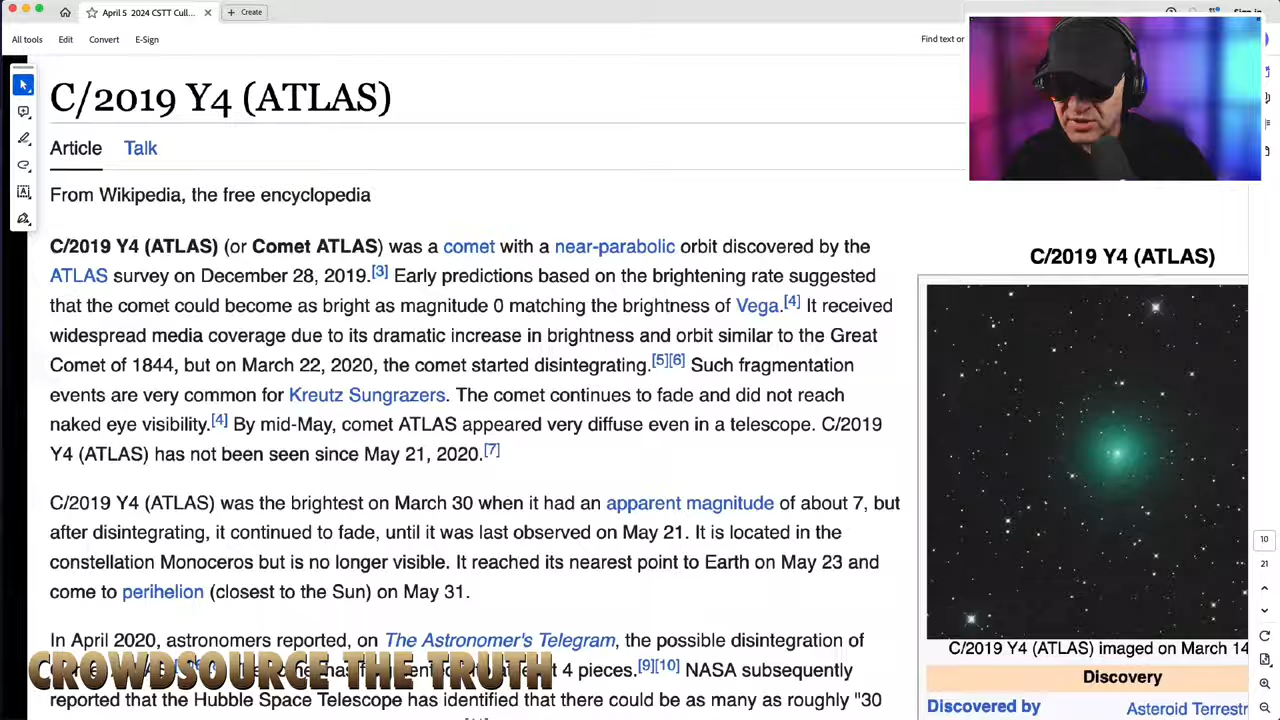 April 5 2024 CSTT Cull...
Create
All tools Edit Convert E-Sign
Find text or
C/2019 Y4 (ATLAS)
Article Talk
From Wikipedia, the free encyclopedia
C/2019 Y4 (ATLAS) (or Comet ATLAS) was a comet with a near-parabolic orbit discovered by the
ATLAS survey on December 28, 2019.[3] Early predictions based on the brightening rate suggested
that the comet could become as bright as magnitude 0 matching the brightness of Vega.[4] It received
widespread media coverage due to its dramatic increase in brightness and orbit similar to the Great
Comet of 1844, but on March 22, 2020, the comet started disintegrating.[5][6] Such fragmentation
events are very common for Kreutz Sungrazers. The comet continues to fade and did not reach
naked eye visibility.[4] By mid-May, comet ATLAS appeared very diffuse even in a telescope. C/2019
Y4 (ATLAS) has not been seen since May 21, 2020.[7]
C/2019 Y4 (ATLAS) was the brightest on March 30 when it had an apparent magnitude of about 7, but
after disintegrating, it continued to fade, until it was last observed on May 21. It is located in the
constellation Monoceros but is no longer visible. It reached its nearest point to Earth on May 23 and
come to perihelion (closest to the Sun) on May 31.
In April 2020, astronomers reported, on The Astronomer's Telegram, the possible disintegration of
4 pieces.[9][10] NASA subsequently
reported that the Hubble Space Telescope has identified that there could be as many as roughly "30
CROWDSOURCE THE TRUTH
C/2019 Y4 (ATLAS)
C/2019 Y4 (ATLAS) imaged on March 14
Discovery
Discovered by Asteroid Terrestr
10
21